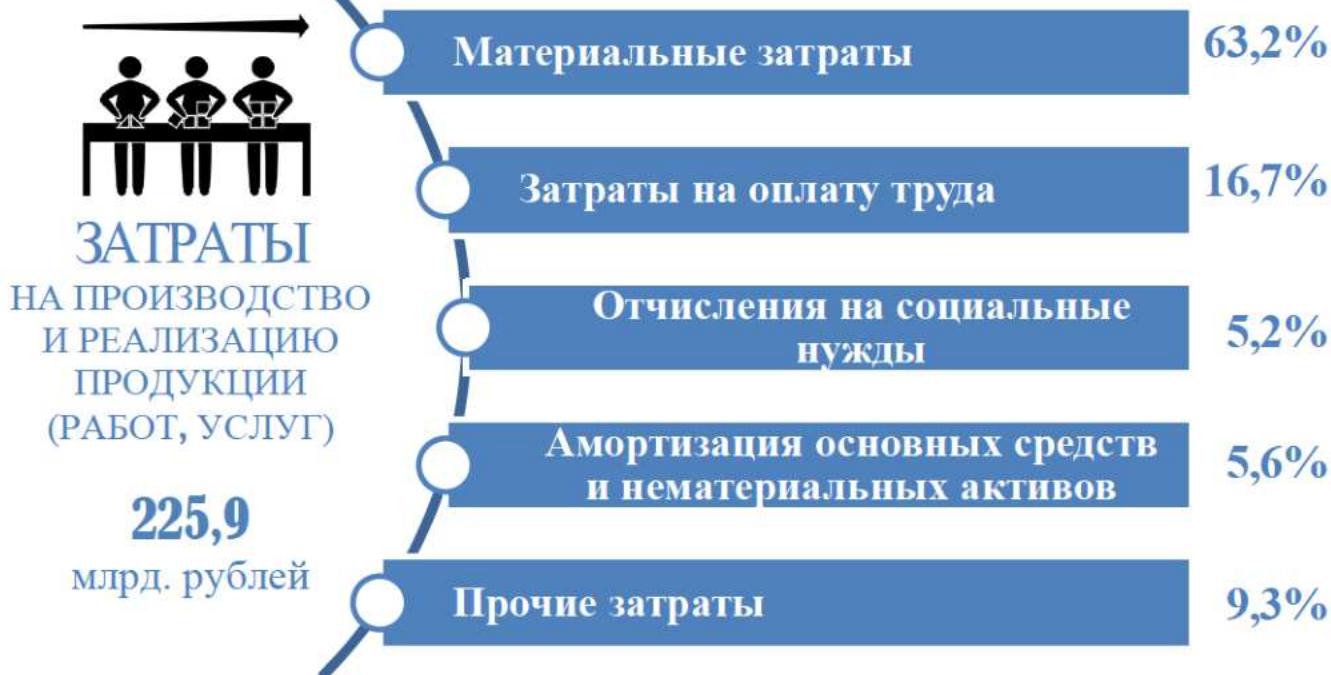 ЗАТРАТЫ
НА ПРОИЗВОДСТВО
И РЕАЛИЗАЦИЮ
ПРОДУКЦИИ
(РАБОТ, УСЛУГ)
225,9
млрд. рублей
Материальные затраты
63,2%
Затраты на оплату труда
16,7%
Отчисления на социальные
нужды
5,2%
Амортизация основных средств
и нематериальных активов
5,6%
Прочие затраты
9,3%